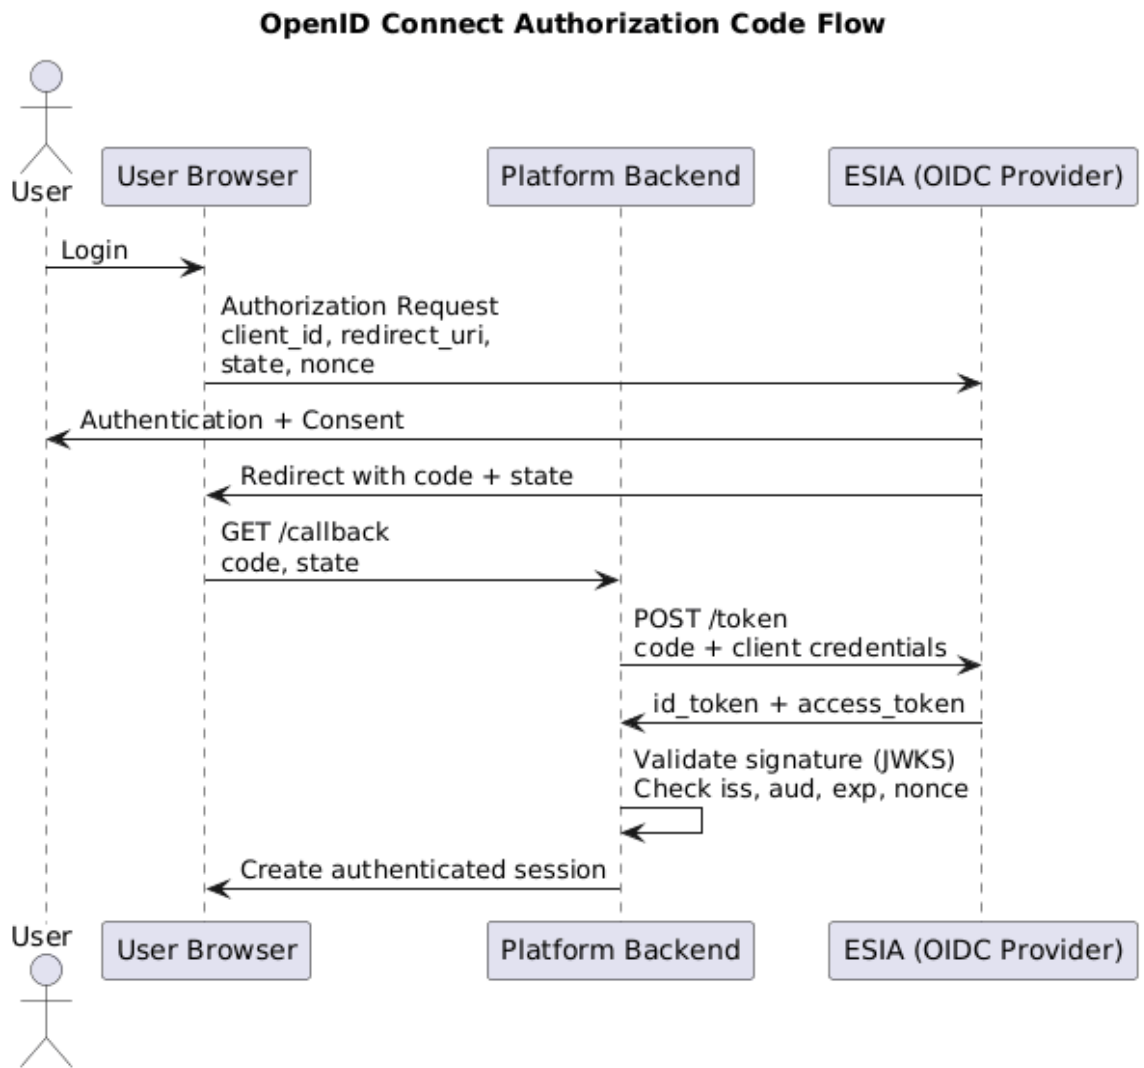 OpenID Connect Authorization Code Flow
User
User Browser
Platform Backend
ESIA (OIDC Provider)
Login
Authorization Request
client_id, redirect_uri,
state, nonce
Authentication + Consent
Redirect with code + state
GET /callback
code, state
POST /token
code + client credentials
id_token + access_token
Validate signature (JWKS)
Check iss, aud, exp, nonce
Create authenticated session
User
User Browser
Platform Backend
ESIA (OIDC Provider)